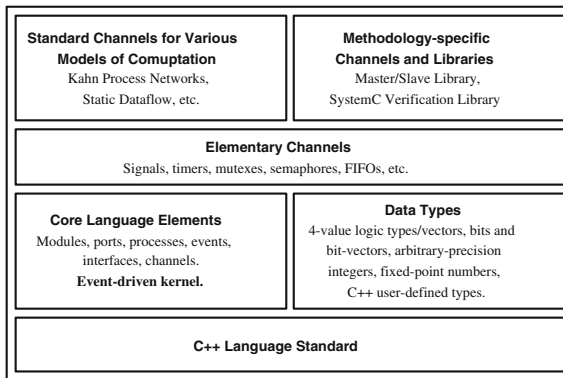 Standard Channels for Various
Models of Comuptation
Kahn Process Networks,
Static Dataflow, etc.
Methodology-specific
Channels and Libraries
Master/Slave Library,
SystemC Verification Library
Elementary Channels
Signals, timers, mutexes, semaphores, FIFOs, etc.
Core Language Elements
Modules, ports, processes, events,
interfaces, channels.
Event-driven kernel.
Data Types
4-value logic types/vectors, bits and
bit-vectors, arbitrary-precision
integers, fixed-point numbers,
C++ user-defined types.
C++ Language Standard